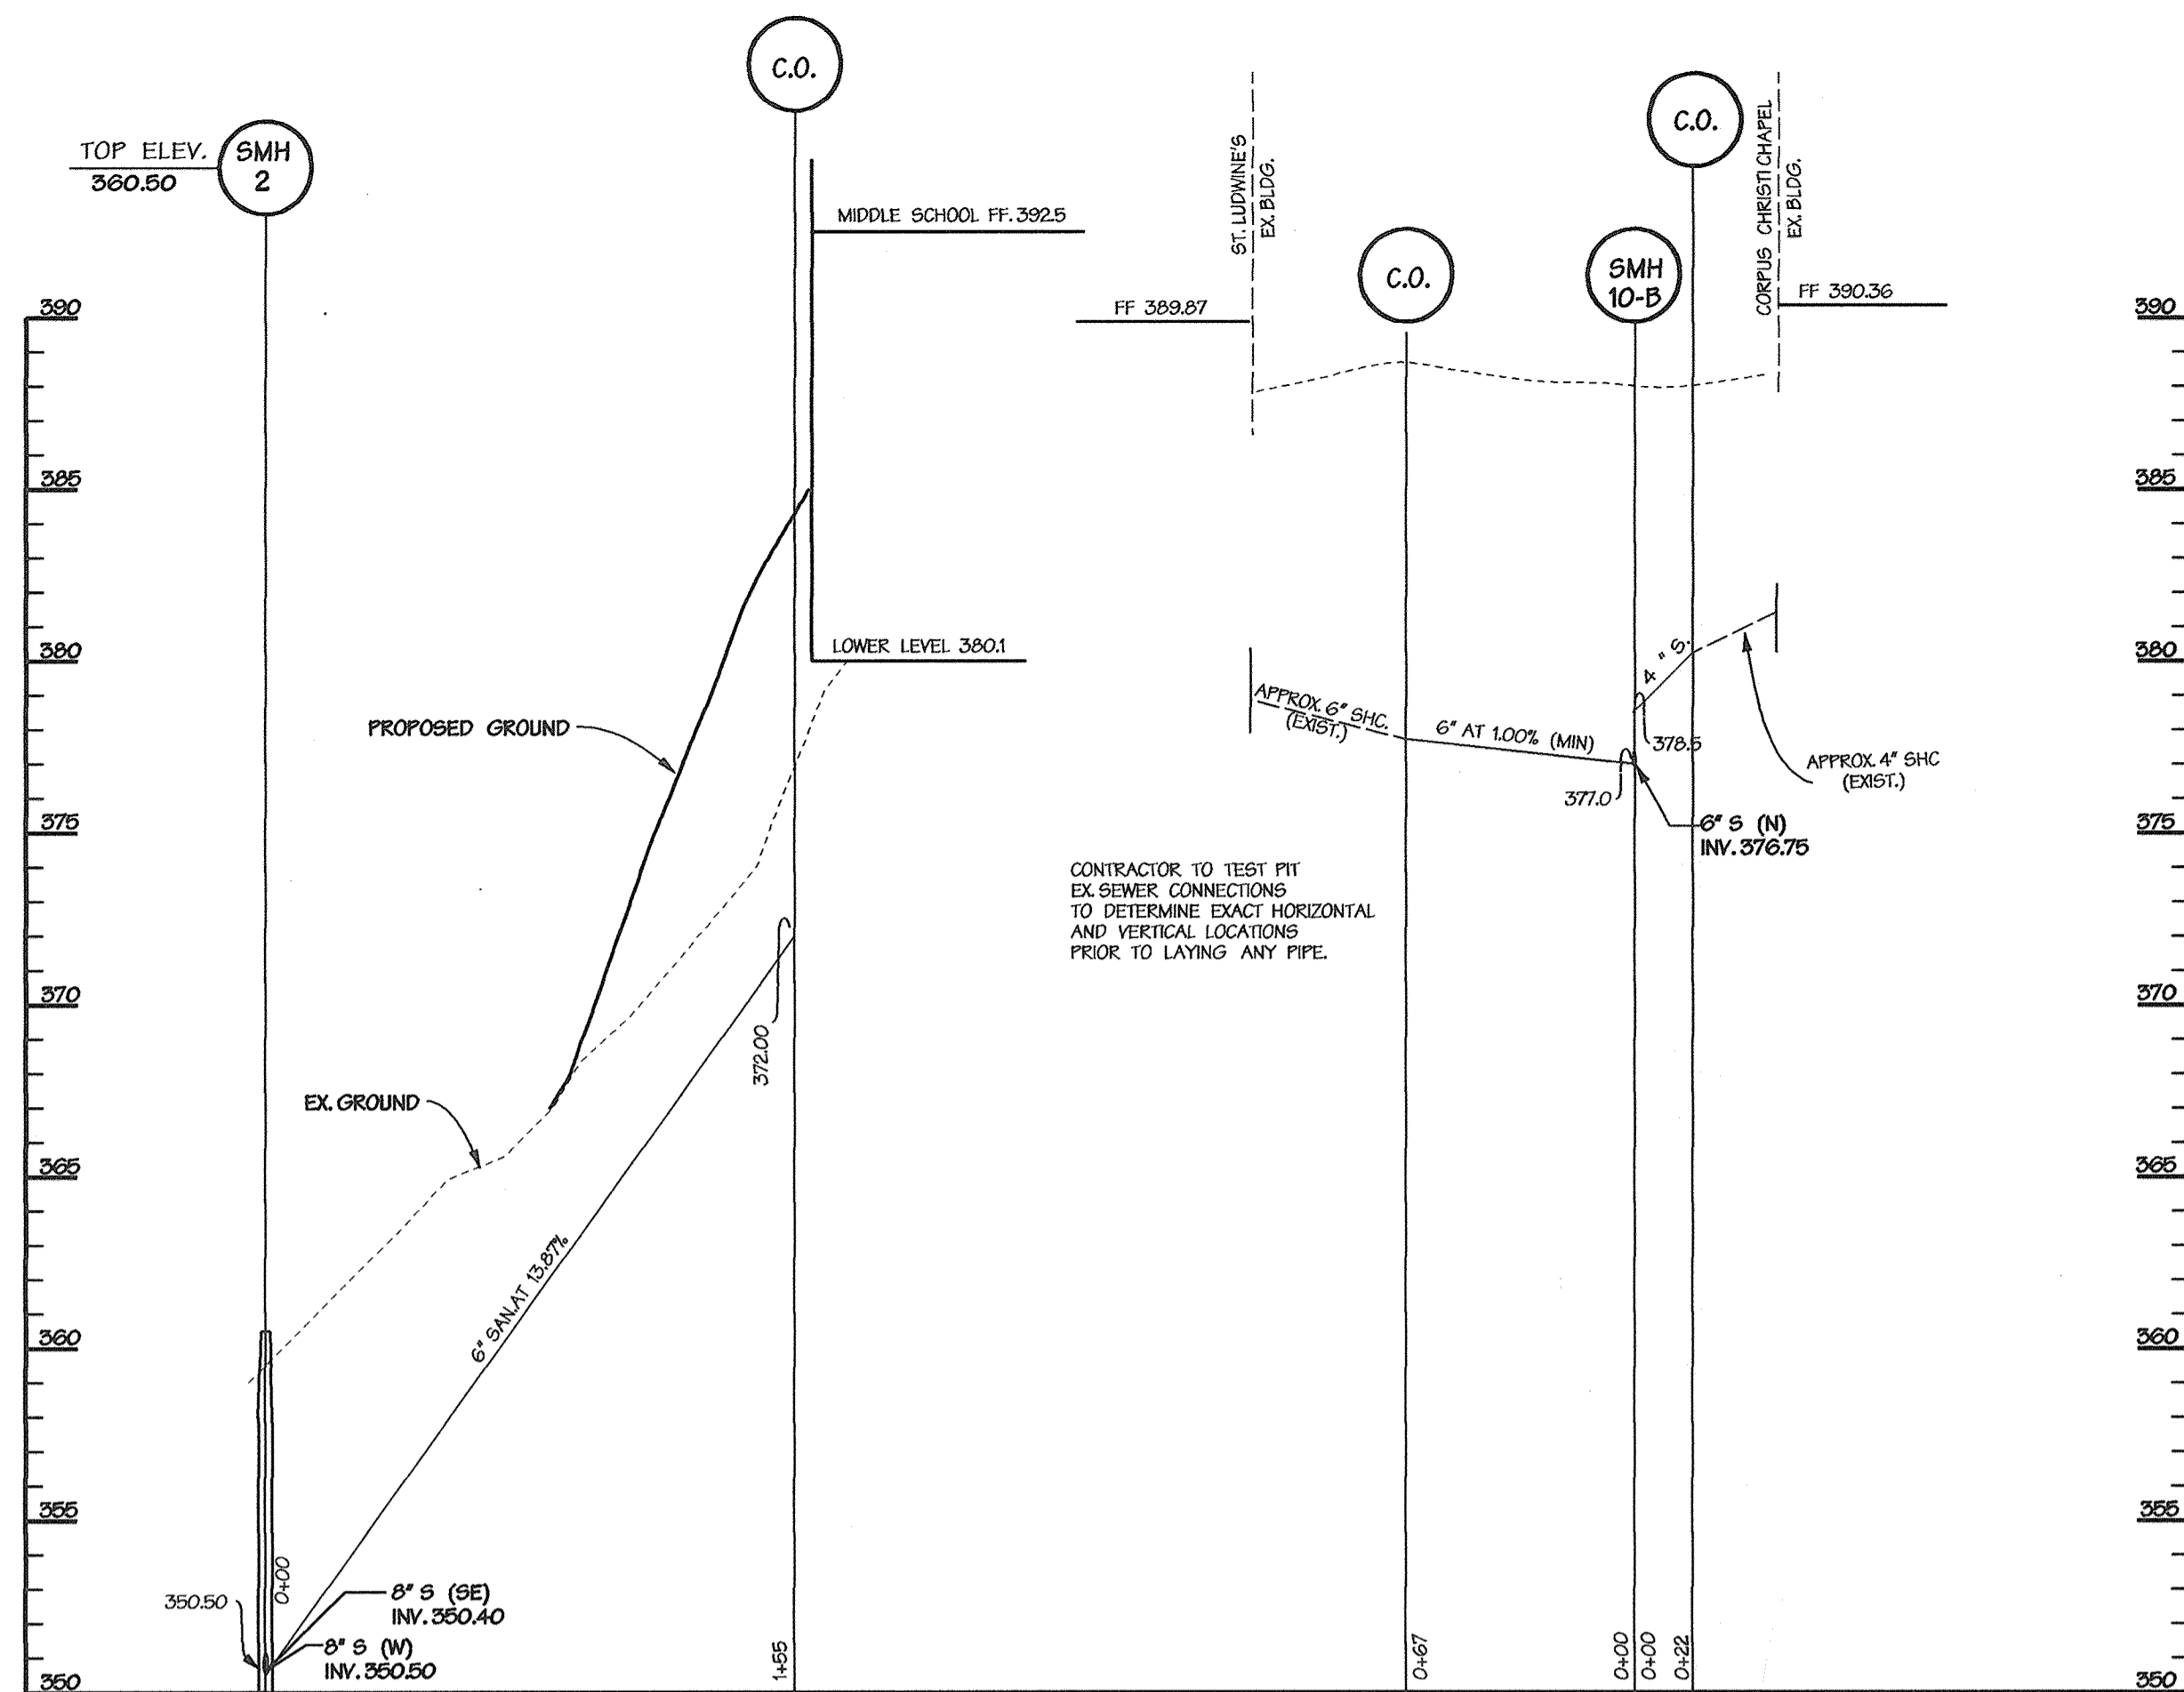 C.O.
TOP ELEV.
360.50
SMH
2
MIDDLE SCHOOL FF. 392.5
FF 389.87
ST. LUDWINE'S
EX. BLDG.
C.O.
SMH
10-B
C.O.
CORPUS CHRISTI CHAPEL
EX. BLDG.
FF 390.36
390
385
380
375
370
365
360
355
350
390
385
380
375
370
365
360
355
350
LOWER LEVEL 380.1
PROPOSED GROUND
EX. GROUND
372.00
6" SAN. AT 13.87%
APPROX. 6" SHC.
(EXIST.)
6" AT 1.00% (MIN)
377.0
4 " S.
378.5
6" S (N)
INV. 376.75
APPROX. 4" SHC
(EXIST.)
CONTRACTOR TO TEST PIT
EX. SEWER CONNECTIONS
TO DETERMINE EXACT HORIZONTAL
AND VERTICAL LOCATIONS
PRIOR TO LAYING ANY PIPE.
350.50
0+00
8" S (SE)
INV. 350.40
8" S (W)
INV. 350.50
1+55
0+67
0+00
0+00
0+22